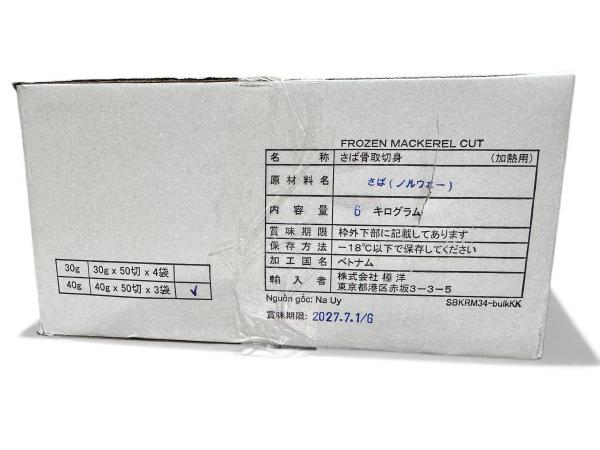 FROZEN MACKEREL CUT
名 称 さば骨取切身 (加熱用)
原材料名 さば(ノルウェー)
内容量 6 キログラム
賞味期限 枠外下部に記載してあります
保存方法 −18℃以下で保存してください
加工国名 ベトナム
輸入者 株式会社 極洋
東京都港区赤坂3−3−5
Nguồn gốc: Na Uy SBKRM34-bulkKK
賞味期限: 2027.7.1/G
30g 30g x 50切 x 4袋
40g 40g x 50切 x 3袋 ✓